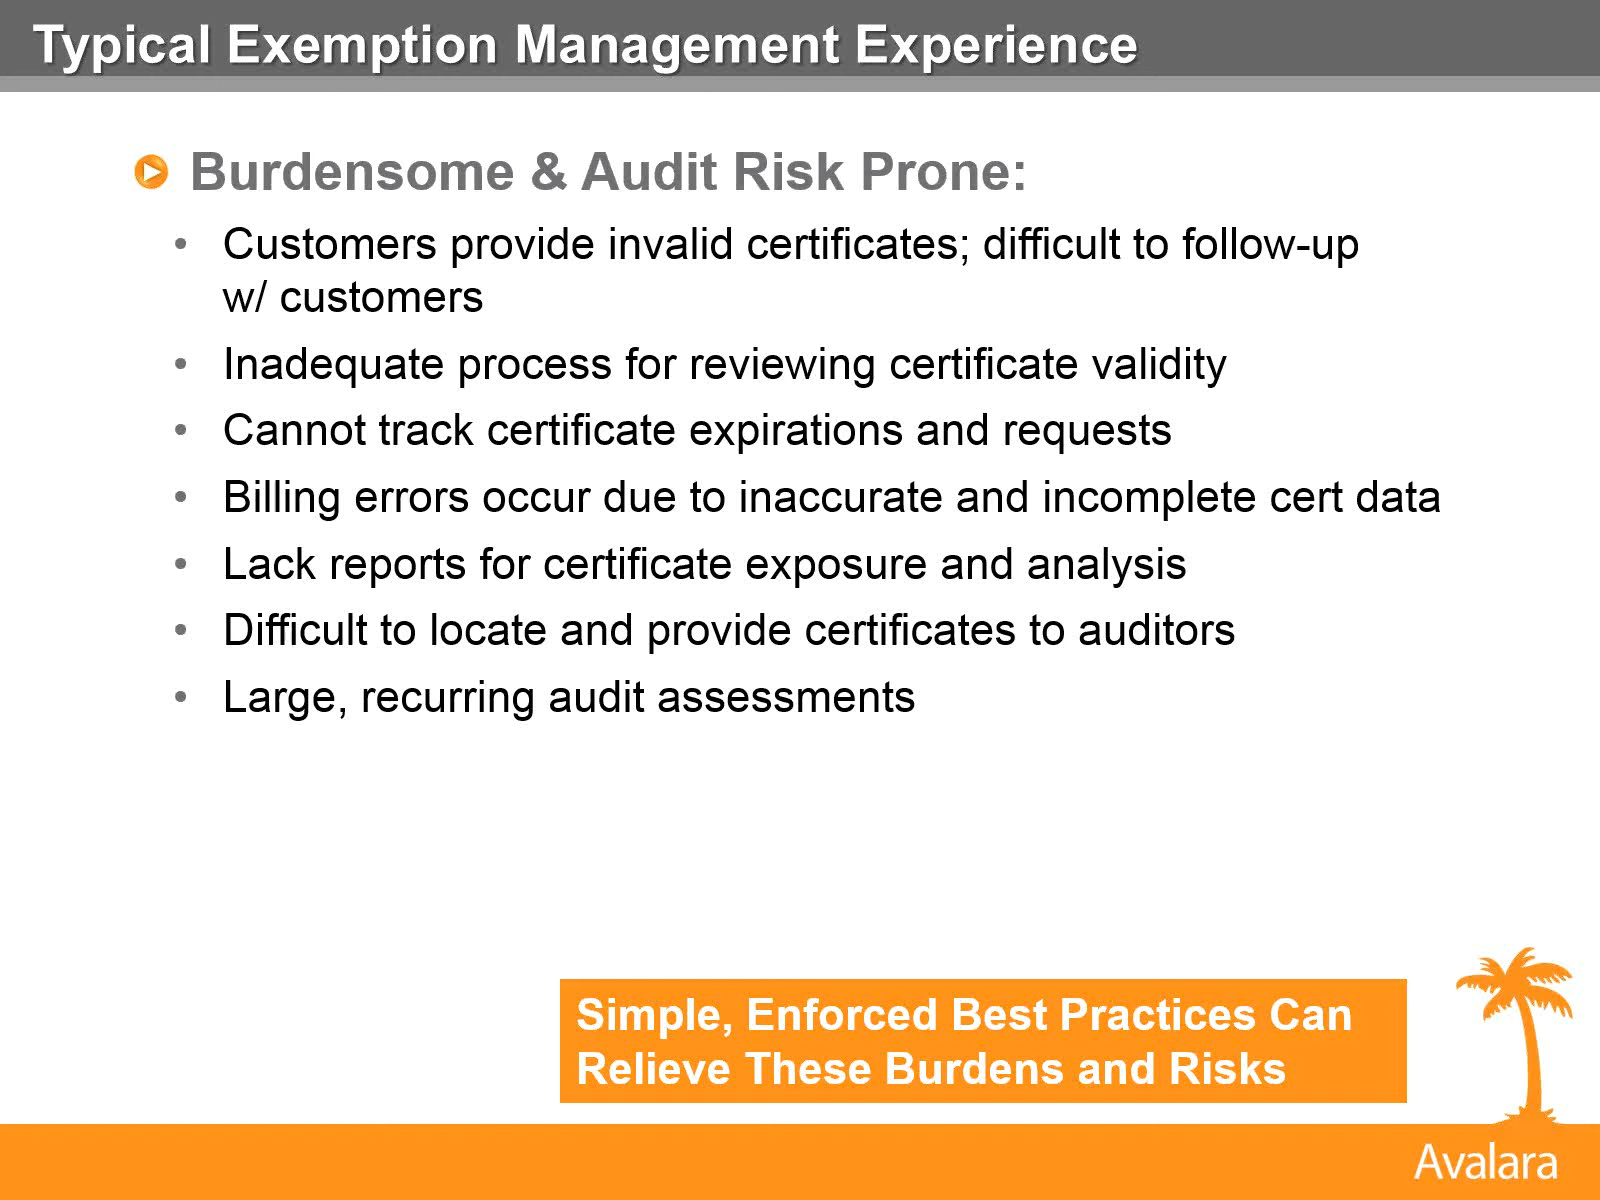 Typical Exemption Management Experience
Burdensome & Audit Risk Prone:
• Customers provide invalid certificates; difficult to follow-up
w/ customers
• Inadequate process for reviewing certificate validity
• Cannot track certificate expirations and requests
• Billing errors occur due to inaccurate and incomplete cert data
• Lack reports for certificate exposure and analysis
• Difficult to locate and provide certificates to auditors
• Large, recurring audit assessments
Simple, Enforced Best Practices Can
Relieve These Burdens and Risks
Avalara